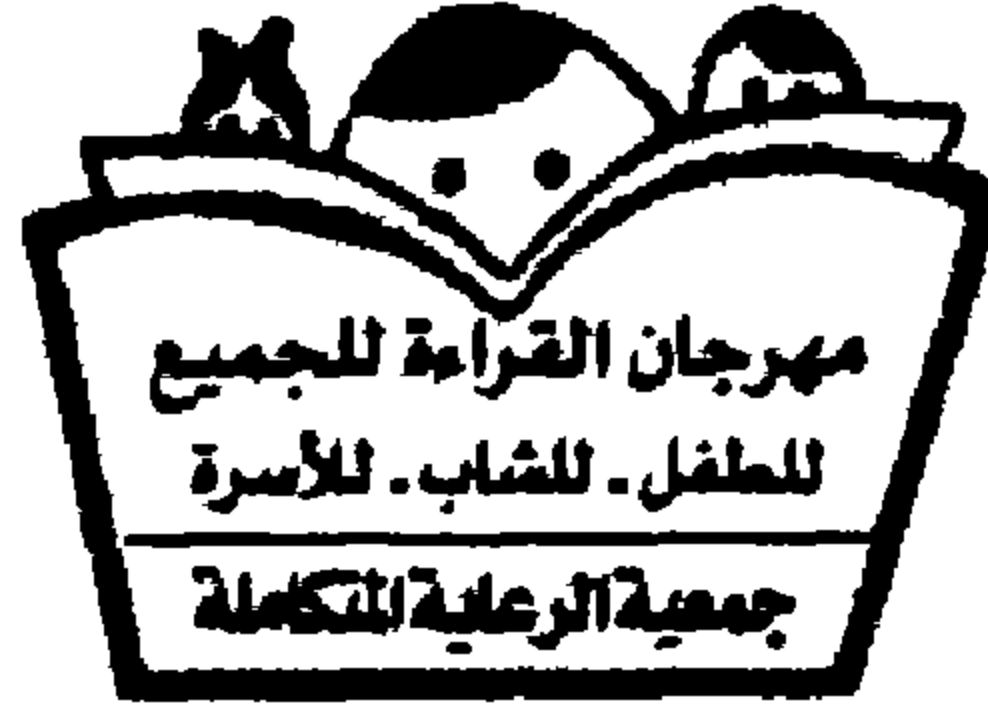 مهرجان القراءة للجميع
للطفل . للشاب . للأسرة
جمعية الرعاية المتكاملة